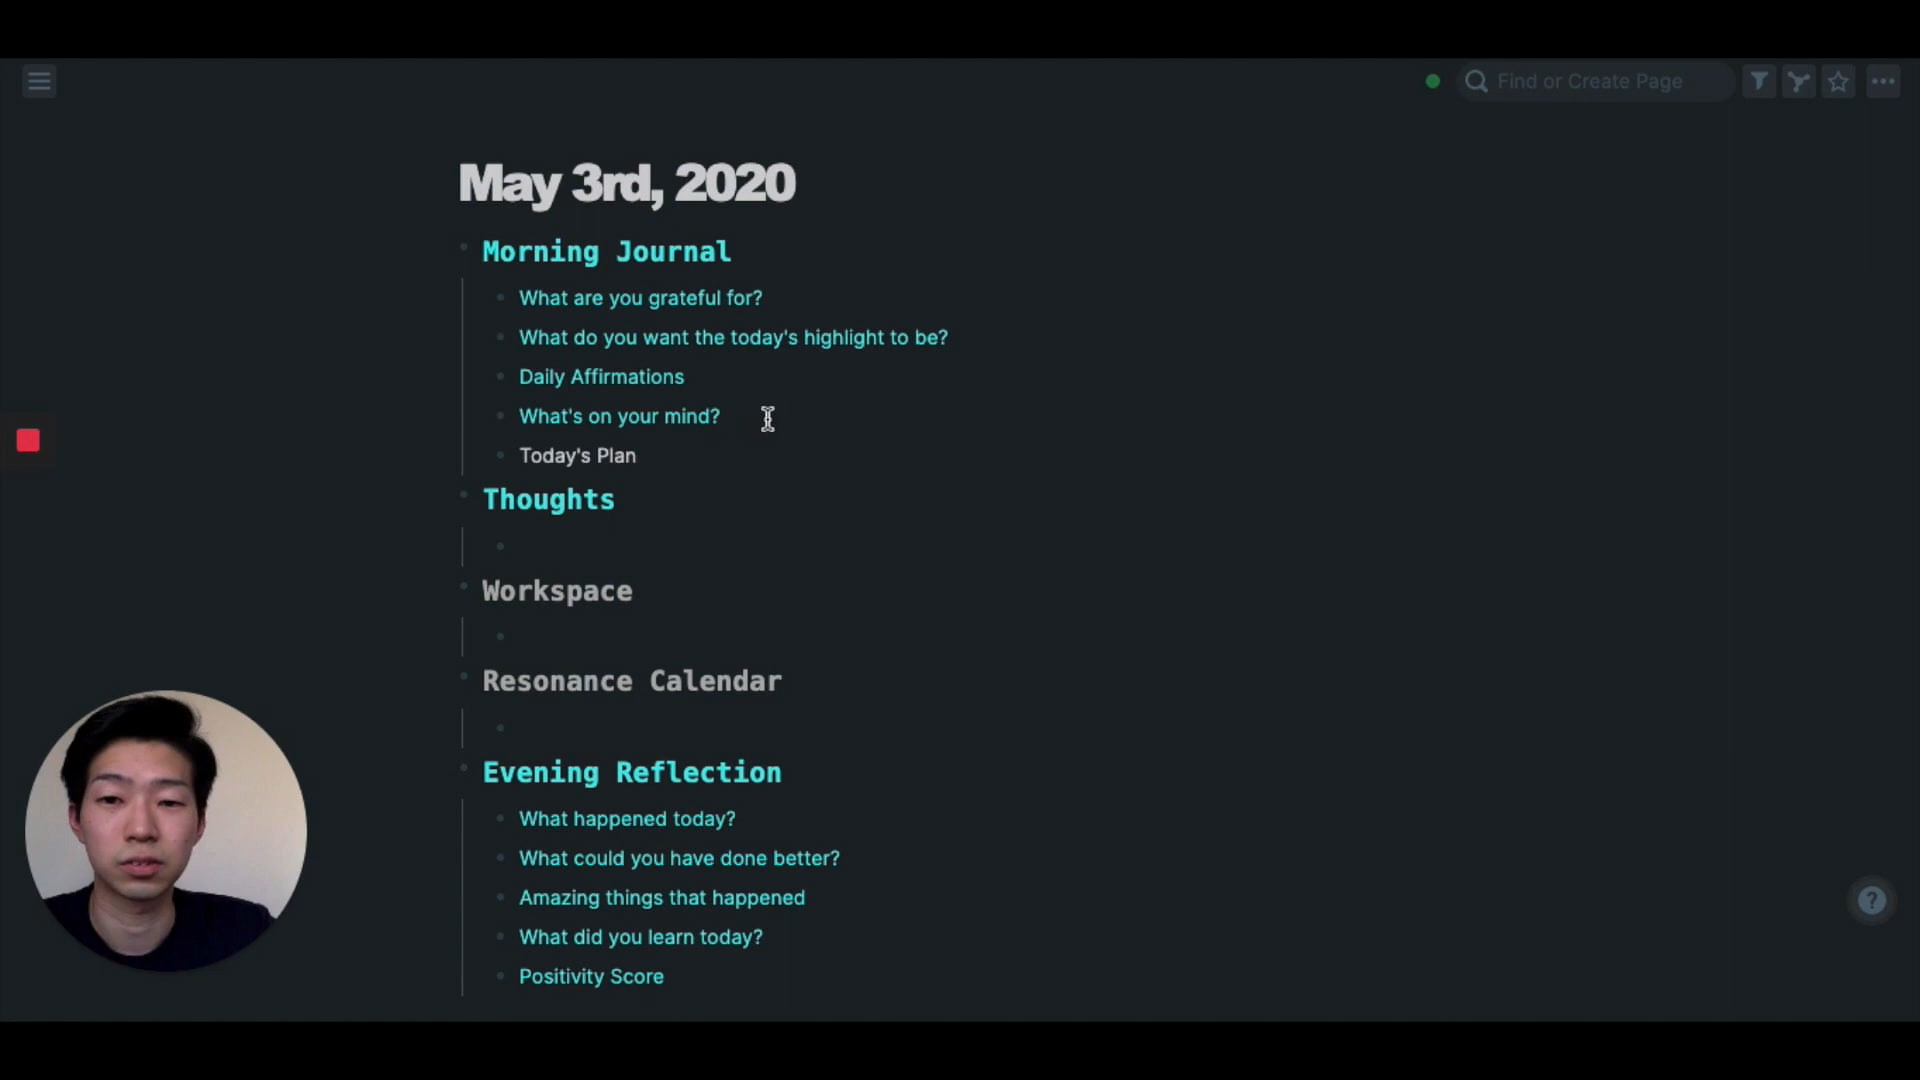 Find or Create Page
May 3rd, 2020
Morning Journal
What are you grateful for?
What do you want the today's highlight to be?
Daily Affirmations
What's on your mind?
Today's Plan
Thoughts
Workspace
Resonance Calendar
Evening Reflection
What happened today?
What could you have done better?
Amazing things that happened
What did you learn today?
Positivity Score
?